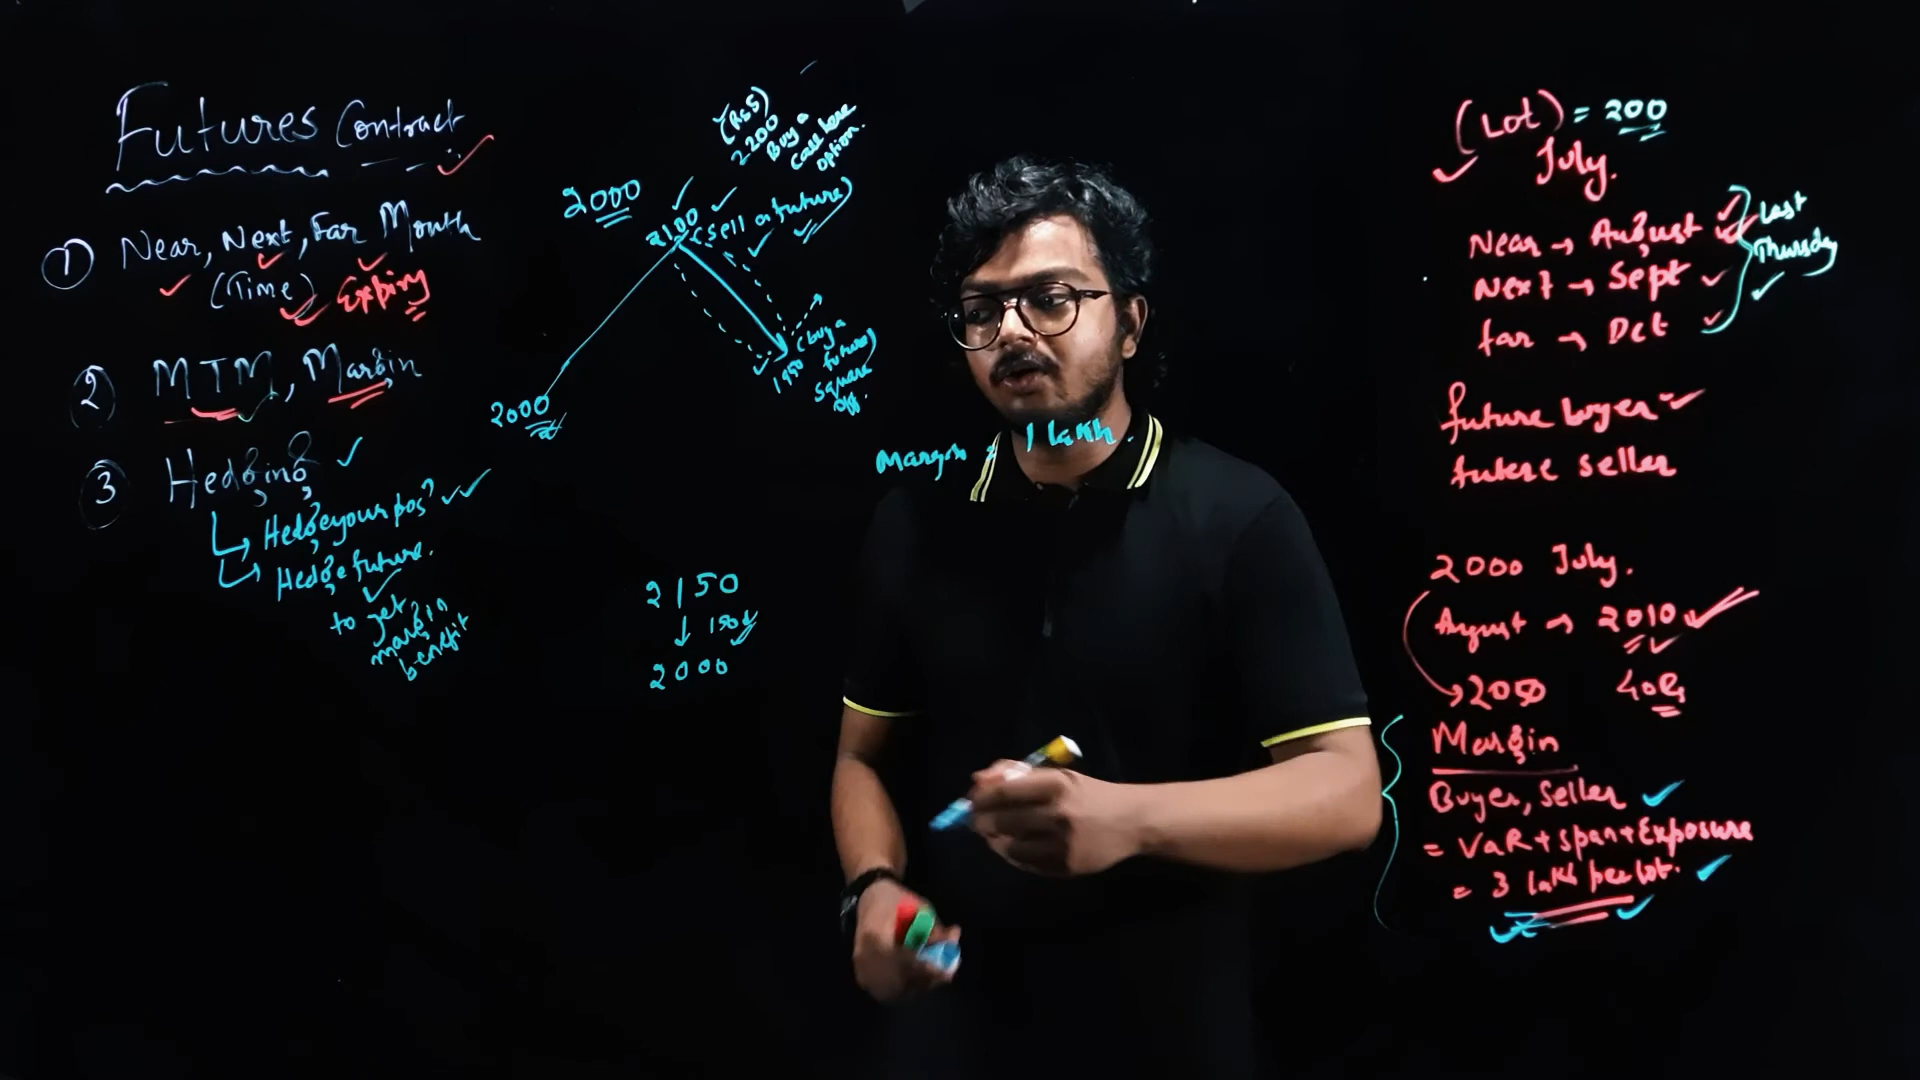 Futures Contract
① Near, Next, Far Month
(Time) Expiry
② MTM, Margin
③ Hedging
Hedge your pos?
Hedge future.
to get
margin
benefit
2000
2100 (sell a future)
(Rs 5)
2200
Buy a
call
option.
2000
1950 (buy a
future)
square
off.
Margin = 1 lakh.
2150
↓ 150
2000
(Lot) = 200
July.
Near → August
Next → Sept
far → Oct
Last
Thursday
future buyer
future seller
2000 July.
August → 2010
Margin
Buyer, Seller
= VaR + span + Exposure
= 3 lakh per lot.